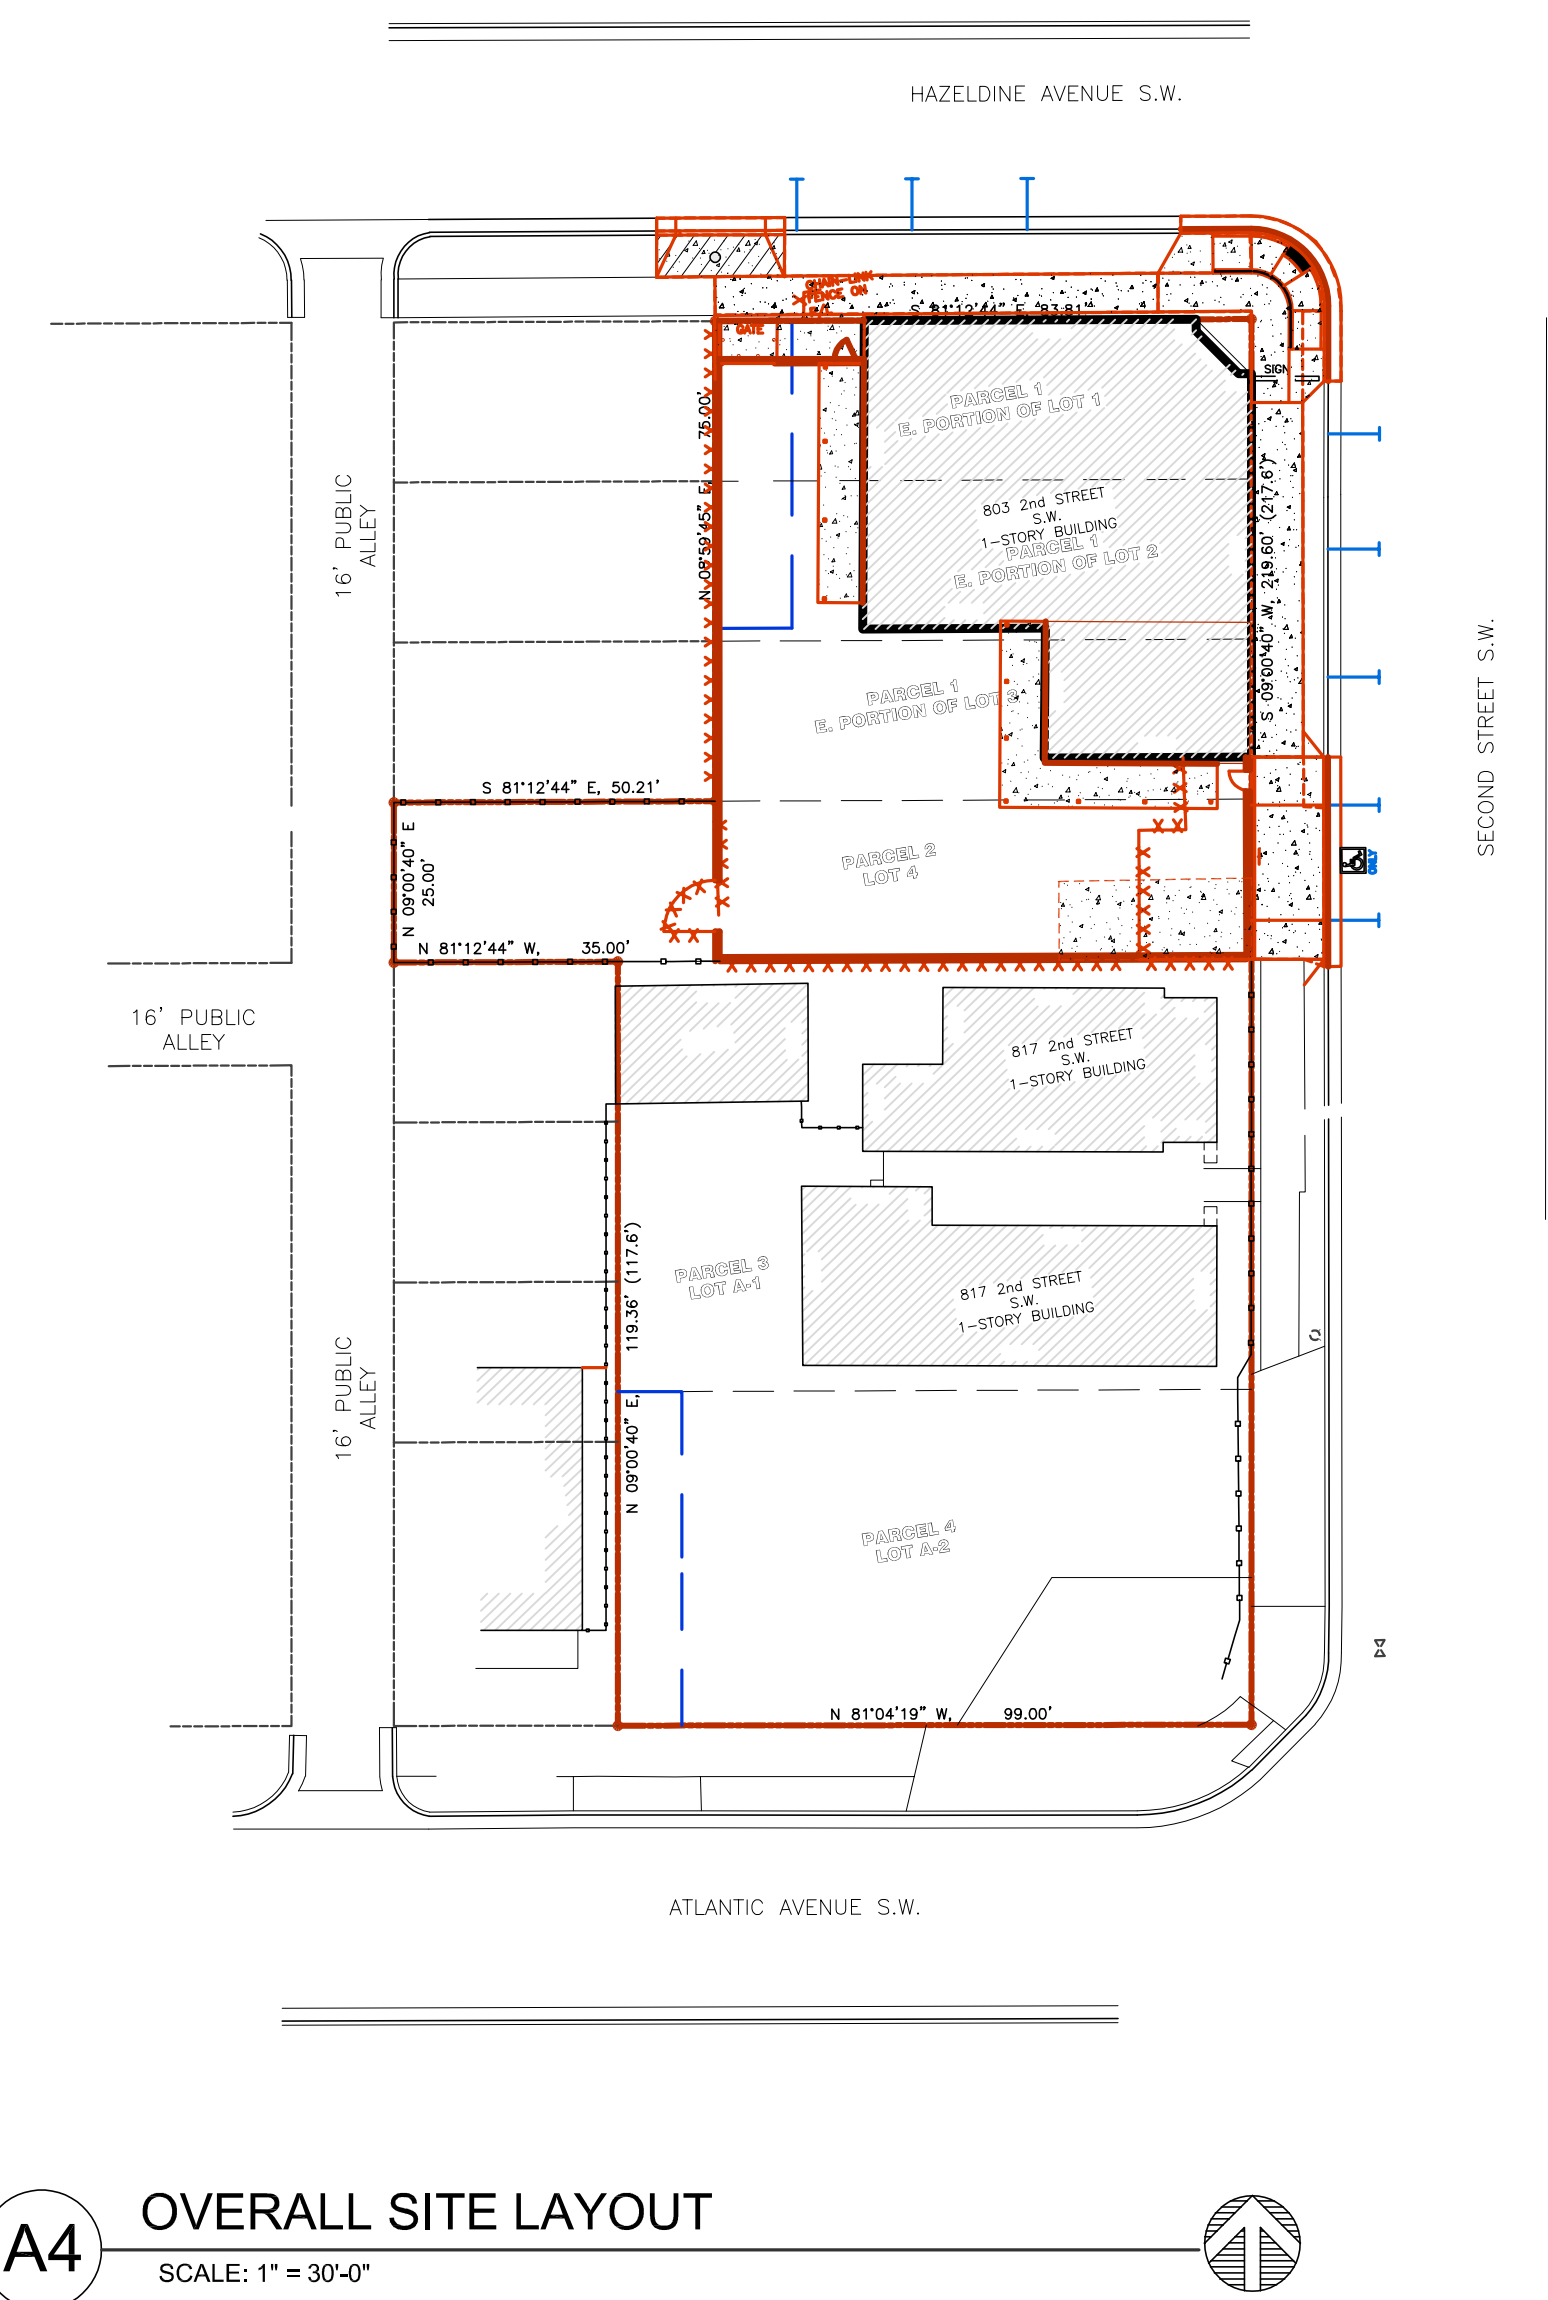 HAZELDINE AVENUE S.W.
CHAIN-LINK
FENCE ON
P/L
S 81°12'44" E, 83.81'
GATE
SIGN
PARCEL 1
E. PORTION OF LOT 1
N 08°59'45" E, 75.00'
16' PUBLIC
ALLEY
803 2nd STREET
S.W.
1-STORY BUILDING
PARCEL 1
E. PORTION OF LOT 2
S 09°00'40" W, 219.60' (217.6')
SECOND STREET S.W.
PARCEL 1
E. PORTION OF LOT 3
S 81°12'44" E, 50.21'
N 09°00'40" E
25.00'
PARCEL 2
LOT 4
ONLY
N 81°12'44" W, 35.00'
16' PUBLIC
ALLEY
817 2nd STREET
S.W.
1-STORY BUILDING
PARCEL 3
LOT A-1
817 2nd STREET
S.W.
1-STORY BUILDING
N 09°00'40" E, 119.36' (117.6')
16' PUBLIC
ALLEY
PARCEL 4
LOT A-2
N 81°04'19" W, 99.00'
ATLANTIC AVENUE S.W.
A4
OVERALL SITE LAYOUT
SCALE: 1" = 30'-0"